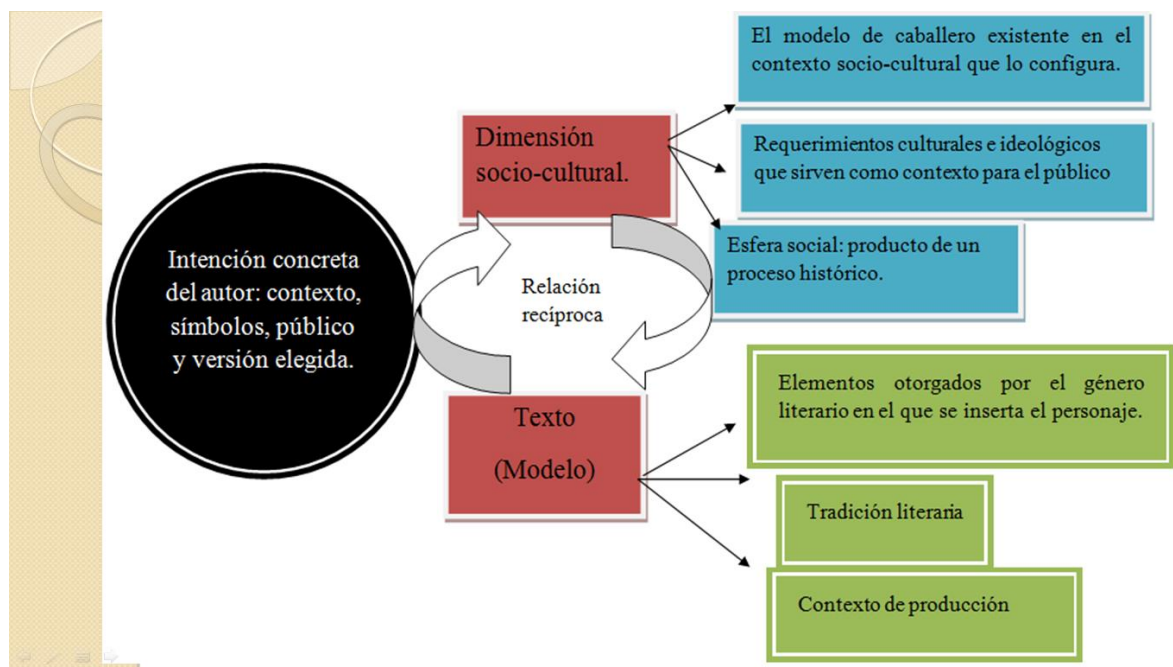 El modelo de caballero existente en el
contexto socio-cultural que lo configura.
Dimensión
socio-cultural.
Requerimientos culturales e ideológicos
que sirven como contexto para el público
Esfera social: producto de un
proceso histórico.
Intención concreta
del autor: contexto,
símbolos, público
y versión elegida.
Relación
recíproca
Texto
(Modelo)
Elementos otorgados por el género
literario en el que se inserta el personaje.
Tradición literaria
Contexto de producción